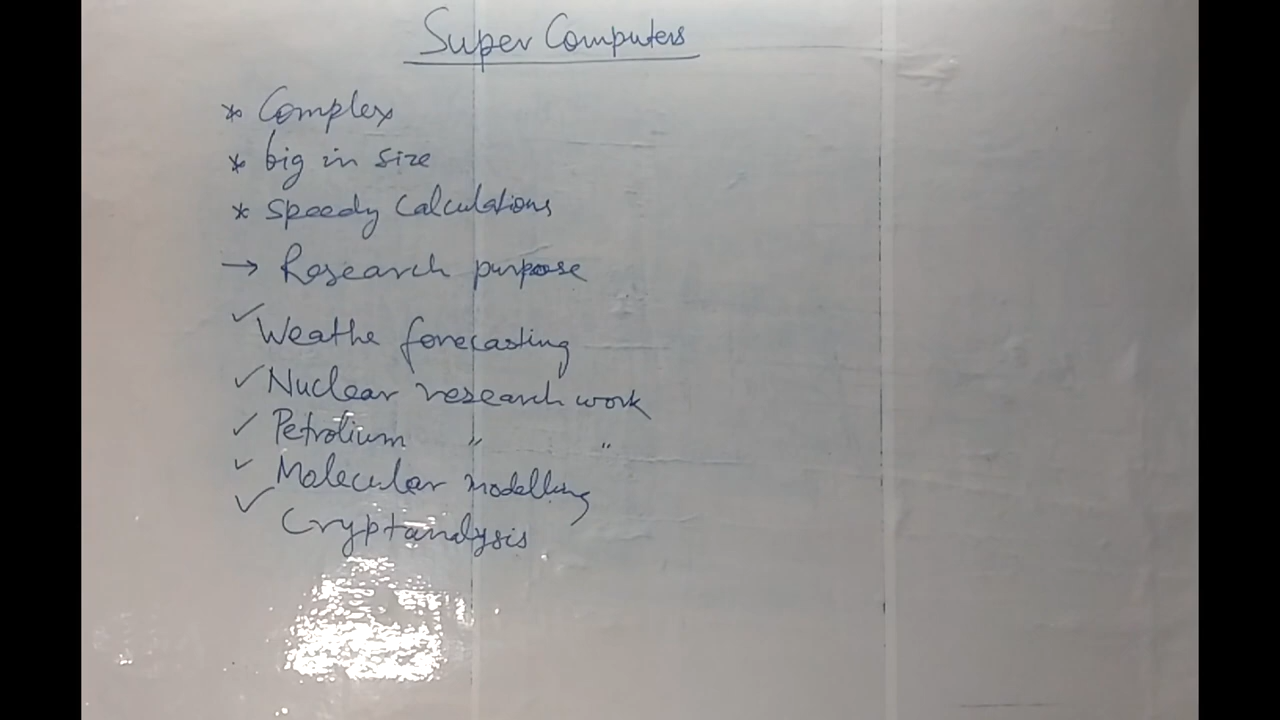 Super Computers
* Complex
* big in size
* speedy calculations
→ Research purpose
✓ Weathe forecasting
✓ Nuclear research work
✓ Petrolium " "
✓ Molecular modelling
✓ Cryptanalysis